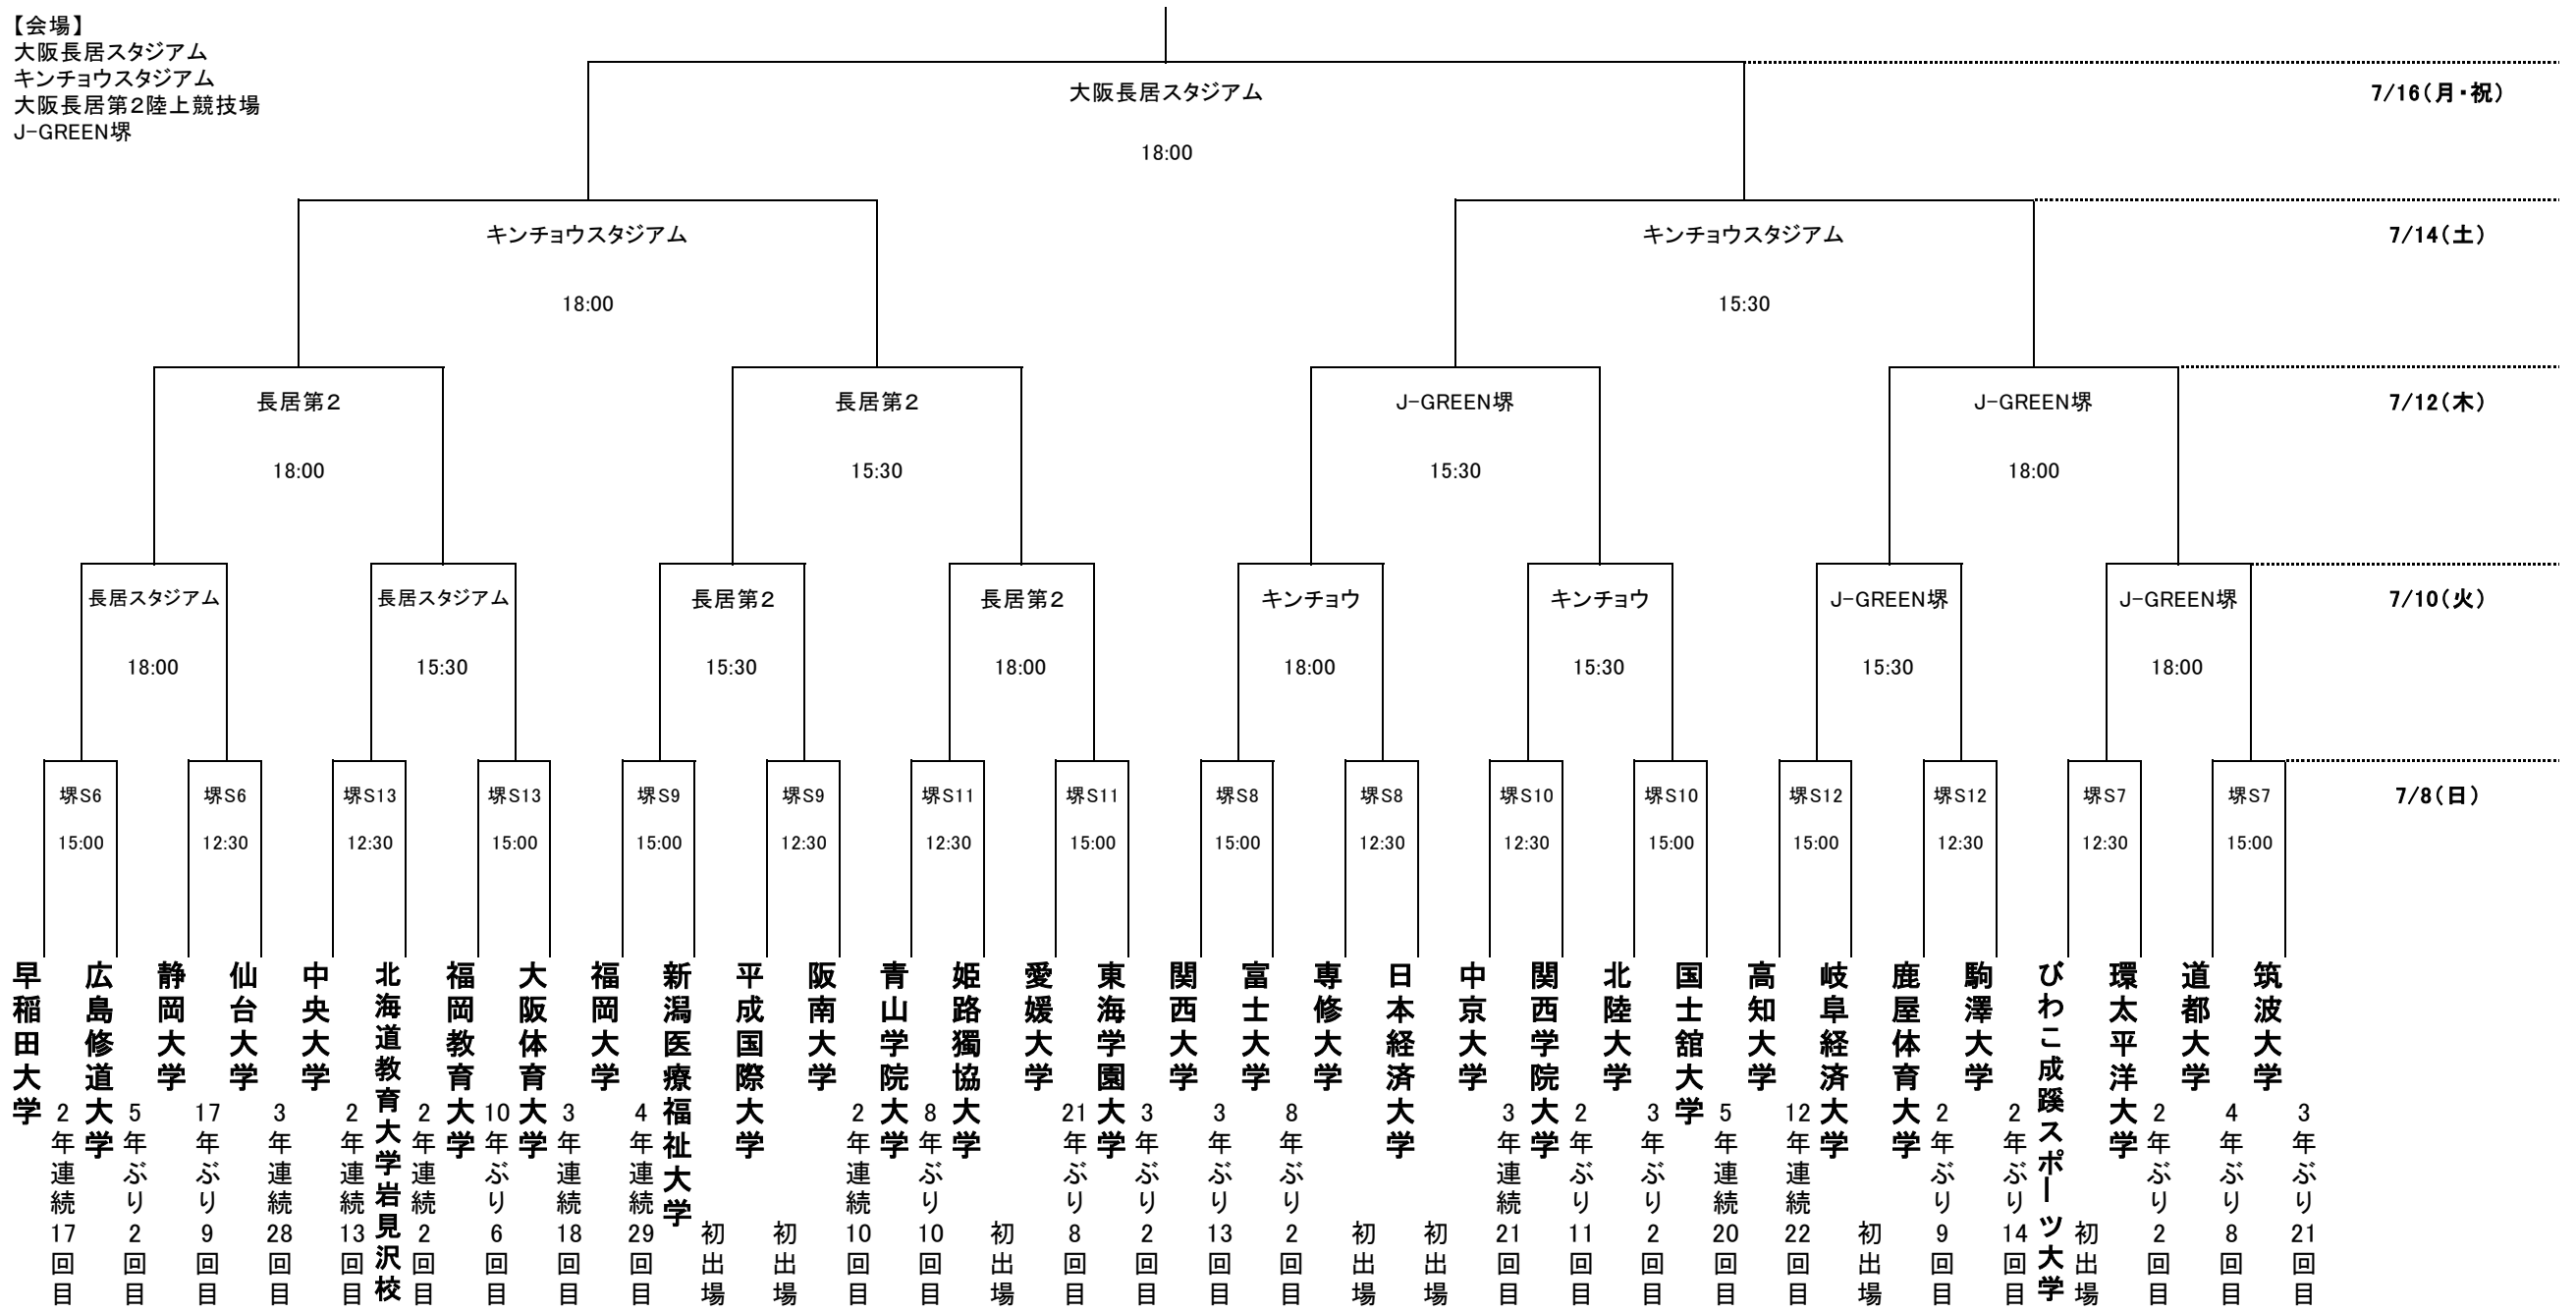 【会場】
大阪長居スタジアム
キンチョウスタジアム
大阪長居第2陸上競技場
J-GREEN堺
大阪長居スタジアム
18:00
7/16(月・祝)
キンチョウスタジアム
18:00
キンチョウスタジアム
15:30
7/14(土)
長居第2
18:00
長居第2
15:30
J-GREEN堺
15:30
J-GREEN堺
18:00
7/12(木)
長居スタジアム
18:00
長居スタジアム
15:30
長居第2
15:30
長居第2
18:00
キンチョウ
18:00
キンチョウ
15:30
J-GREEN堺
15:30
J-GREEN堺
18:00
7/10(火)
堺S6
15:00
堺S6
12:30
堺S13
12:30
堺S13
15:00
堺S9
15:00
堺S9
12:30
堺S11
12:30
堺S11
15:00
堺S8
15:00
堺S8
12:30
堺S10
12:30
堺S10
15:00
堺S12
15:00
堺S12
12:30
堺S7
12:30
堺S7
15:00
7/8(日)
早稲田大学
2年連続17回目
広島修道大学
5年ぶり2回目
静岡大学
17年ぶり9回目
仙台大学
3年連続28回目
中央大学
2年連続13回目
北海道教育大学岩見沢校
2年連続2回目
福岡教育大学
10年ぶり6回目
大阪体育大学
3年連続18回目
福岡大学
4年連続29回目
新潟医療福祉大学
初出場
平成国際大学
初出場
阪南大学
2年連続10回目
青山学院大学
8年ぶり10回目
姫路獨協大学
初出場
愛媛大学
21年ぶり8回目
東海学園大学
3年ぶり2回目
関西大学
3年ぶり13回目
富士大学
8年ぶり2回目
専修大学
初出場
日本経済大学
初出場
中京大学
3年連続21回目
関西学院大学
2年ぶり11回目
北陸大学
3年ぶり2回目
国士舘大学
5年連続20回目
高知大学
12年連続22回目
岐阜経済大学
初出場
鹿屋体育大学
2年ぶり9回目
駒澤大学
2年ぶり14回目
びわこ成蹊スポーツ大学
初出場
環太平洋大学
2年ぶり2回目
道都大学
4年ぶり8回目
筑波大学
3年ぶり21回目